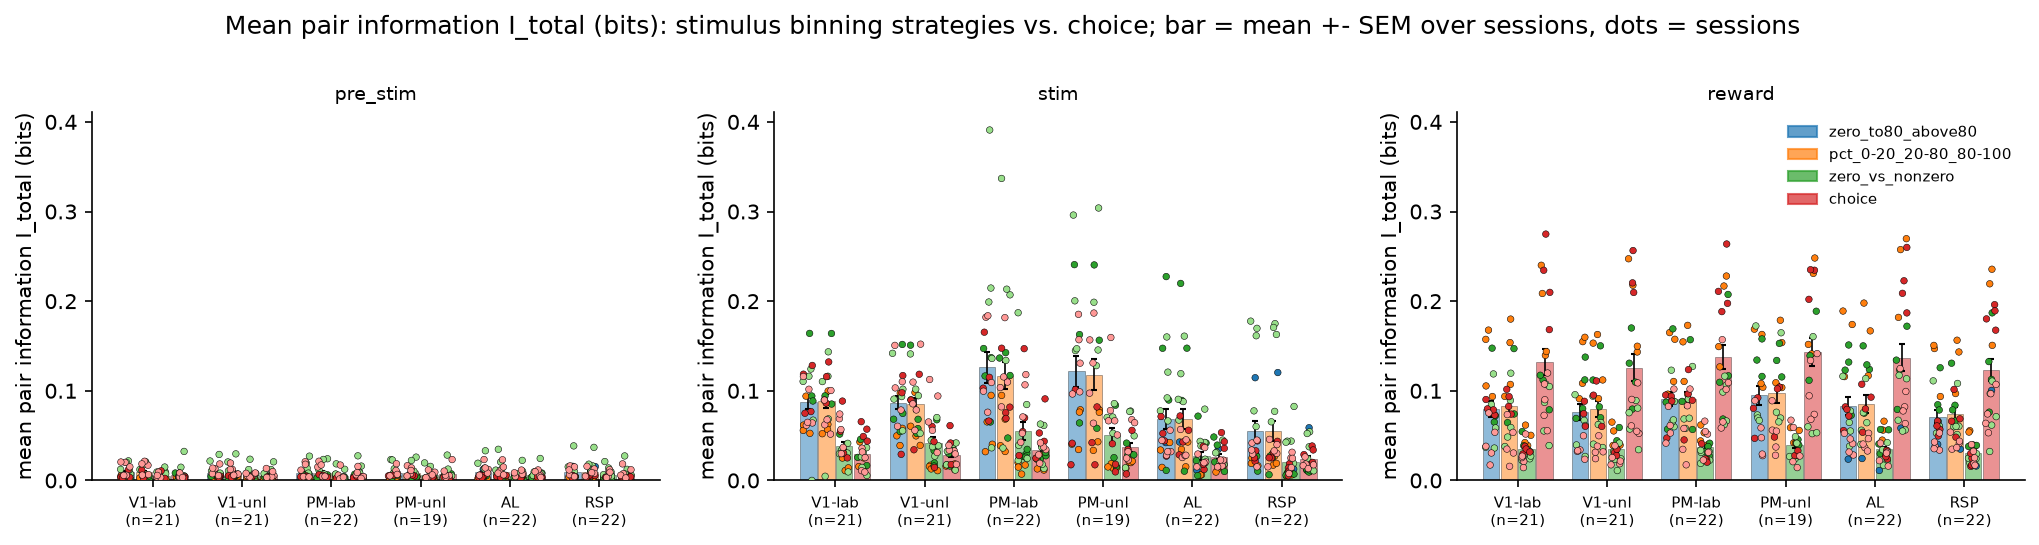 Mean pair information I_total (bits): stimulus binning strategies vs. choice; bar = mean +- SEM over sessions, dots = sessions
pre_stim
stim
reward
mean pair information I_total (bits)
0.4
0.3
0.2
0.1
0.0
V1-lab (n=21)
V1-unl (n=21)
PM-lab (n=22)
PM-unl (n=19)
AL (n=22)
RSP (n=22)
mean pair information I_total (bits)
0.4
0.3
0.2
0.1
0.0
V1-lab (n=21)
V1-unl (n=21)
PM-lab (n=22)
PM-unl (n=19)
AL (n=22)
RSP (n=22)
mean pair information I_total (bits)
0.4
0.3
0.2
0.1
0.0
zero_to80_above80
pct_0-20_20-80_80-100
zero_vs_nonzero
choice
V1-lab (n=21)
V1-unl (n=21)
PM-lab (n=22)
PM-unl (n=19)
AL (n=22)
RSP (n=22)